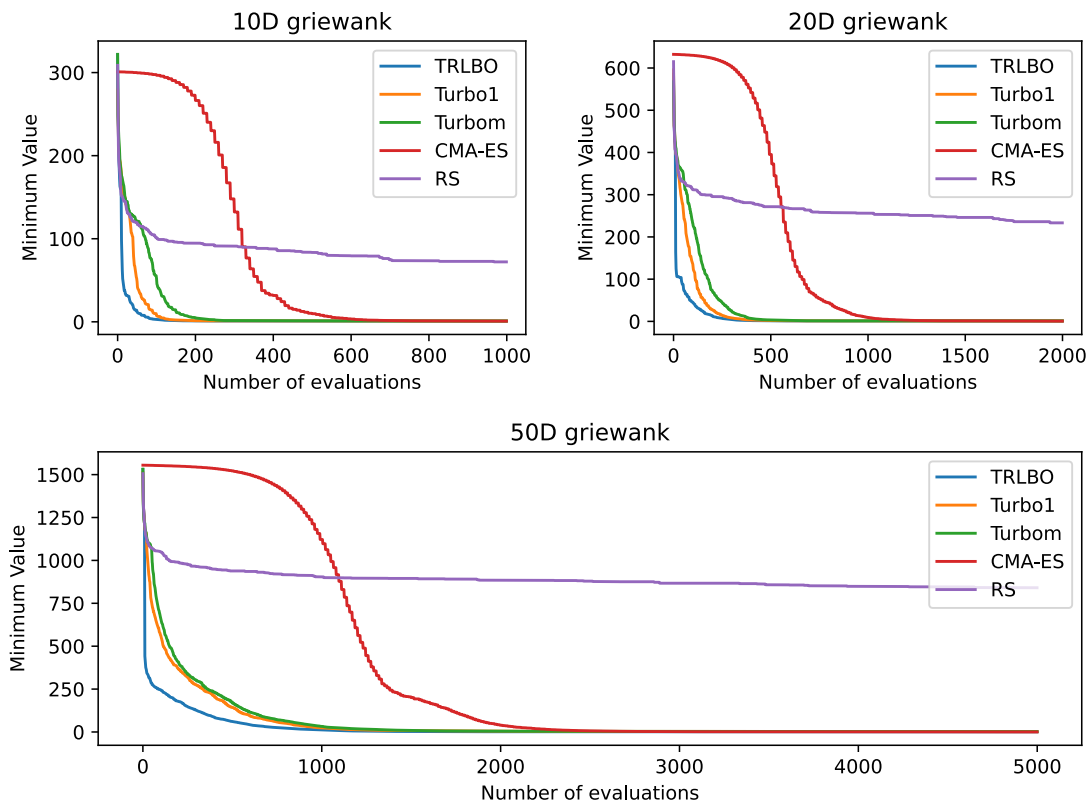 10D griewank
300
200
100
0
Minimum Value
0 200 400 600 800 1000
Number of evaluations
TRLBO
Turbo1
Turbom
CMA-ES
RS
20D griewank
600
500
400
300
200
100
0
Minimum Value
0 500 1000 1500 2000
Number of evaluations
TRLBO
Turbo1
Turbom
CMA-ES
RS
50D griewank
1500
1250
1000
750
500
250
0
Minimum Value
0 1000 2000 3000 4000 5000
Number of evaluations
TRLBO
Turbo1
Turbom
CMA-ES
RS